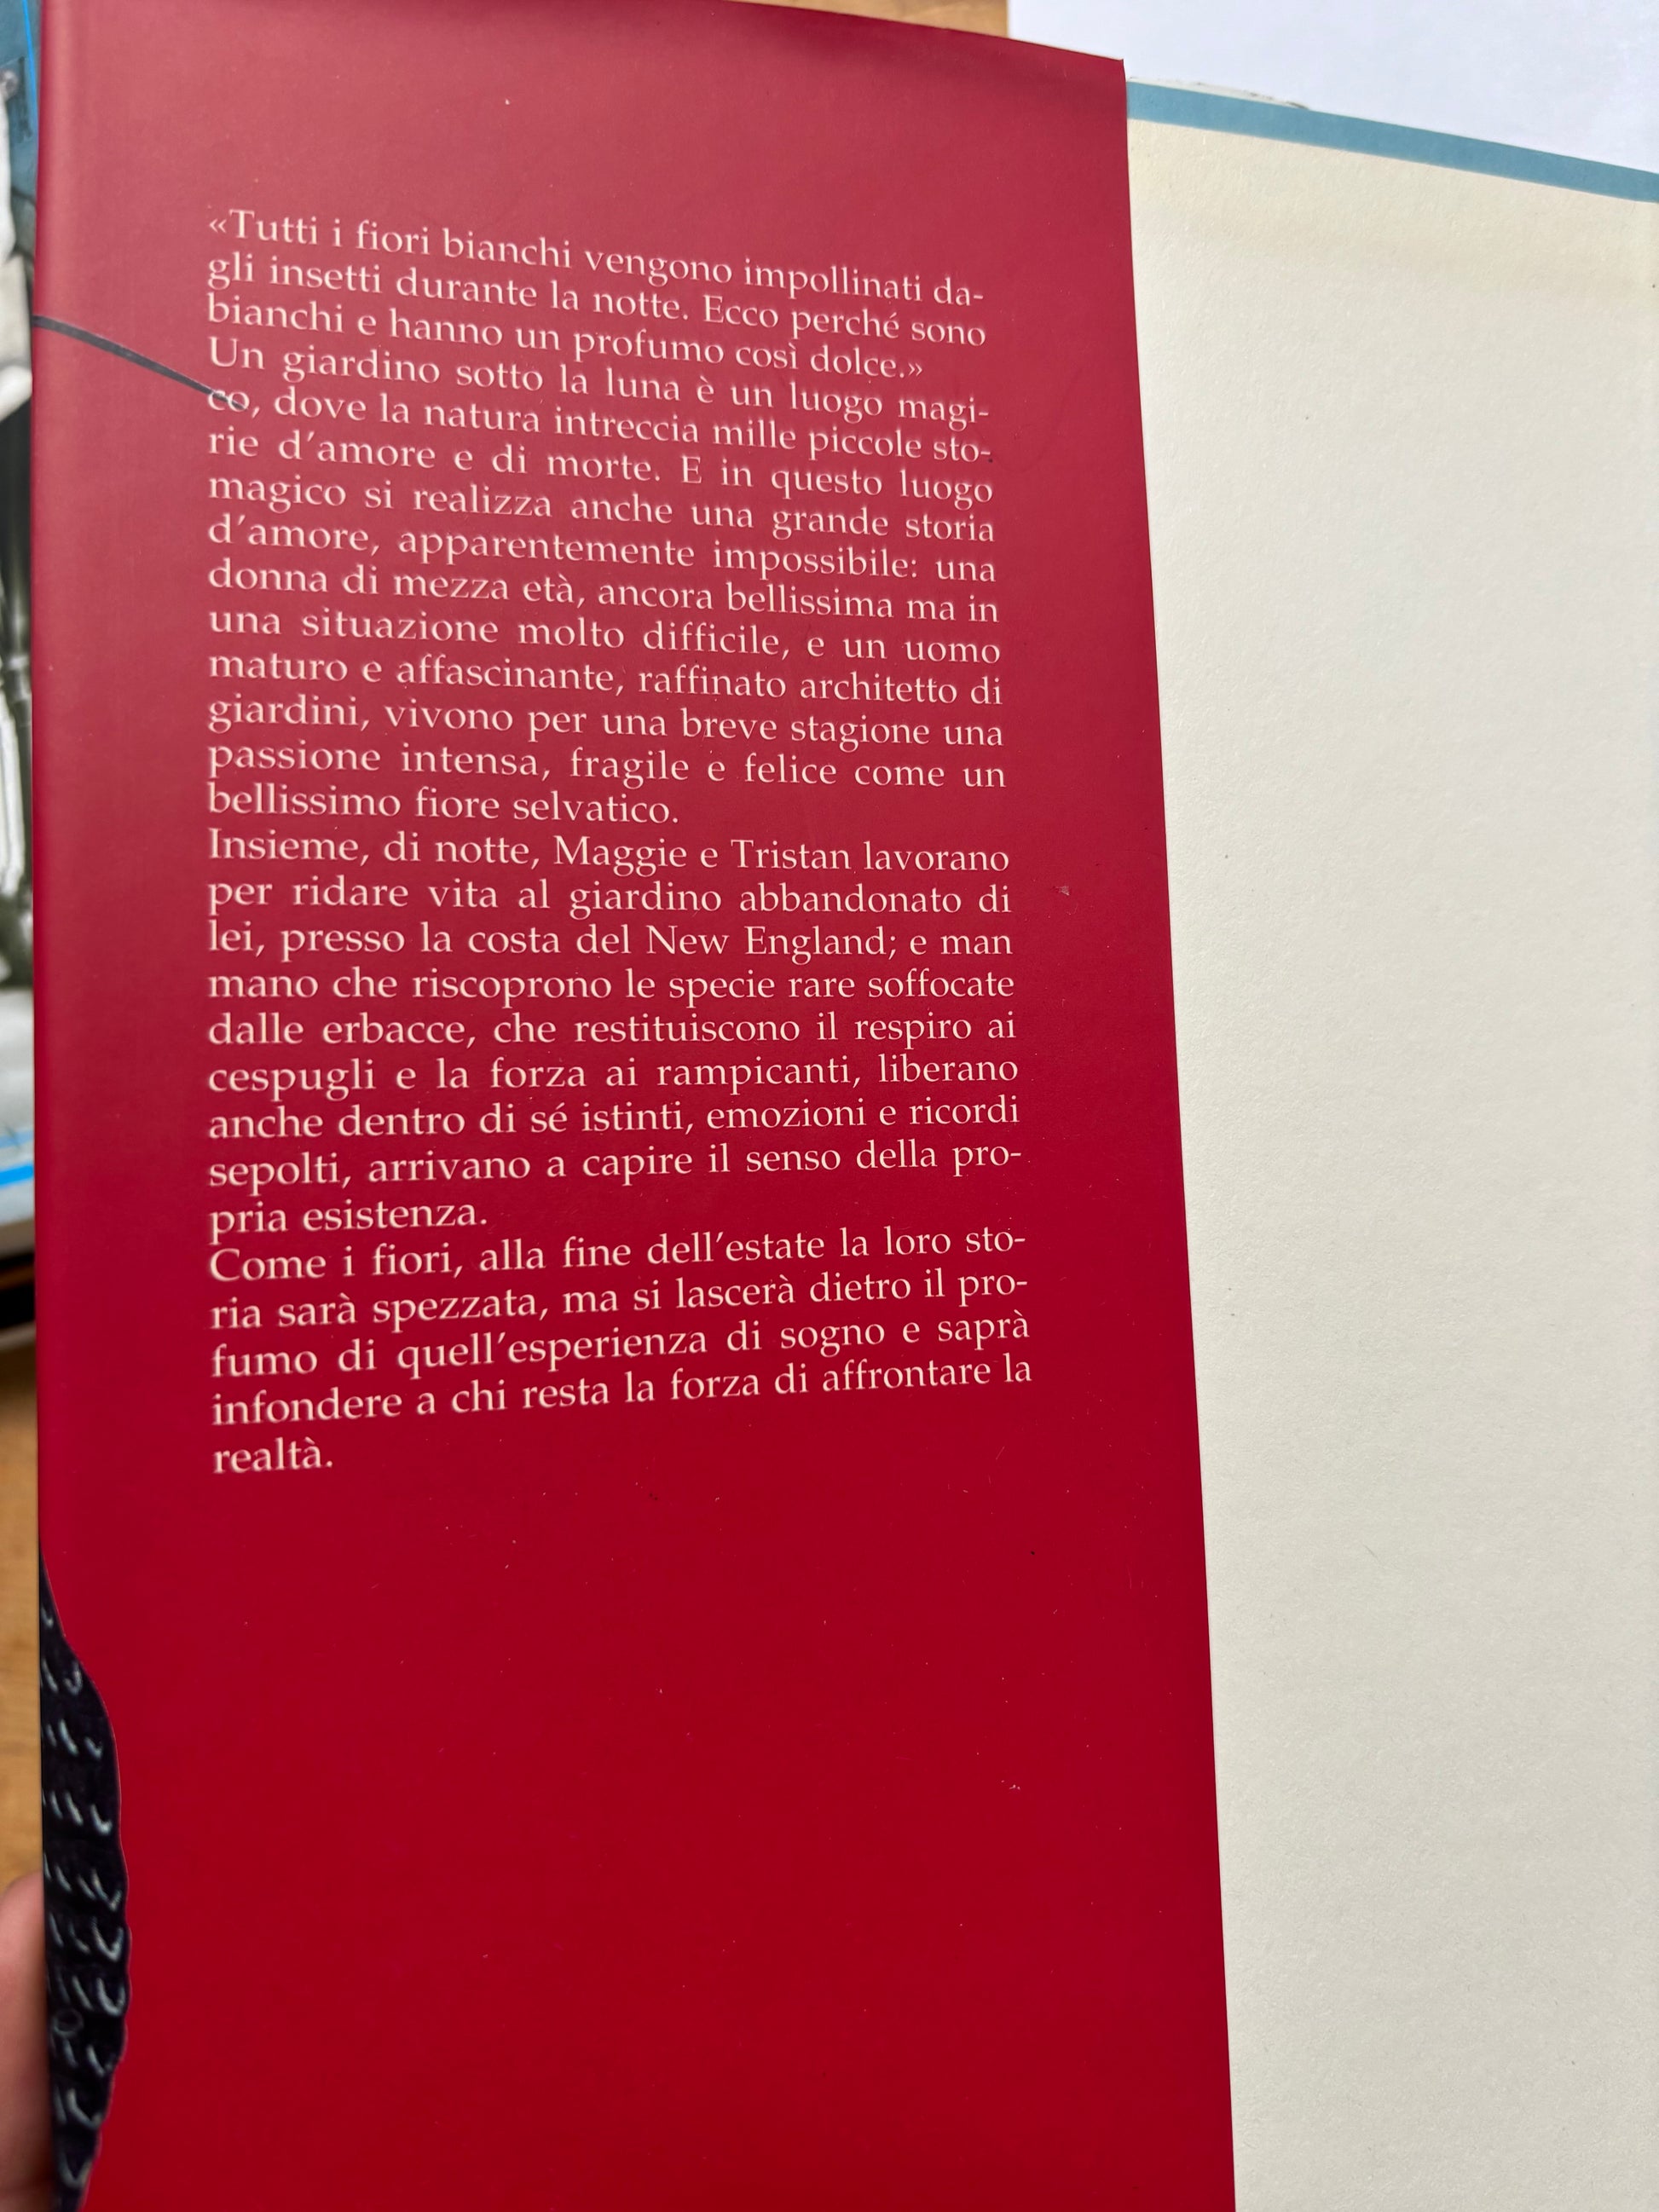 «Tutti i fiori bianchi vengono impollinati da-
gli insetti durante la notte. Ecco perché sono
bianchi e hanno un profumo così dolce.»
Un giardino sotto la luna è un luogo magi-
co, dove la natura intreccia mille piccole sto-
rie d'amore e di morte. E in questo luogo
magico si realizza anche una grande storia
d'amore, apparentemente impossibile: una
donna di mezza età, ancora bellissima ma in
una situazione molto difficile, e un uomo
maturo e affascinante, raffinato architetto di
giardini, vivono per una breve stagione una
passione intensa, fragile e felice come un
bellissimo fiore selvatico.
Insieme, di notte, Maggie e Tristan lavorano
per ridare vita al giardino abbandonato di
lei, presso la costa del New England; e man
mano che riscoprono le specie rare soffocate
dalle erbacce, che restituiscono il respiro ai
cespugli e la forza ai rampicanti, liberano
anche dentro di sé istinti, emozioni e ricordi
sepolti, arrivano a capire il senso della pro-
pria esistenza.
Come i fiori, alla fine dell'estate la loro sto-
ria sarà spezzata, ma si lascerà dietro il pro-
fumo di quell'esperienza di sogno e saprà
infondere a chi resta la forza di affrontare la
realtà.